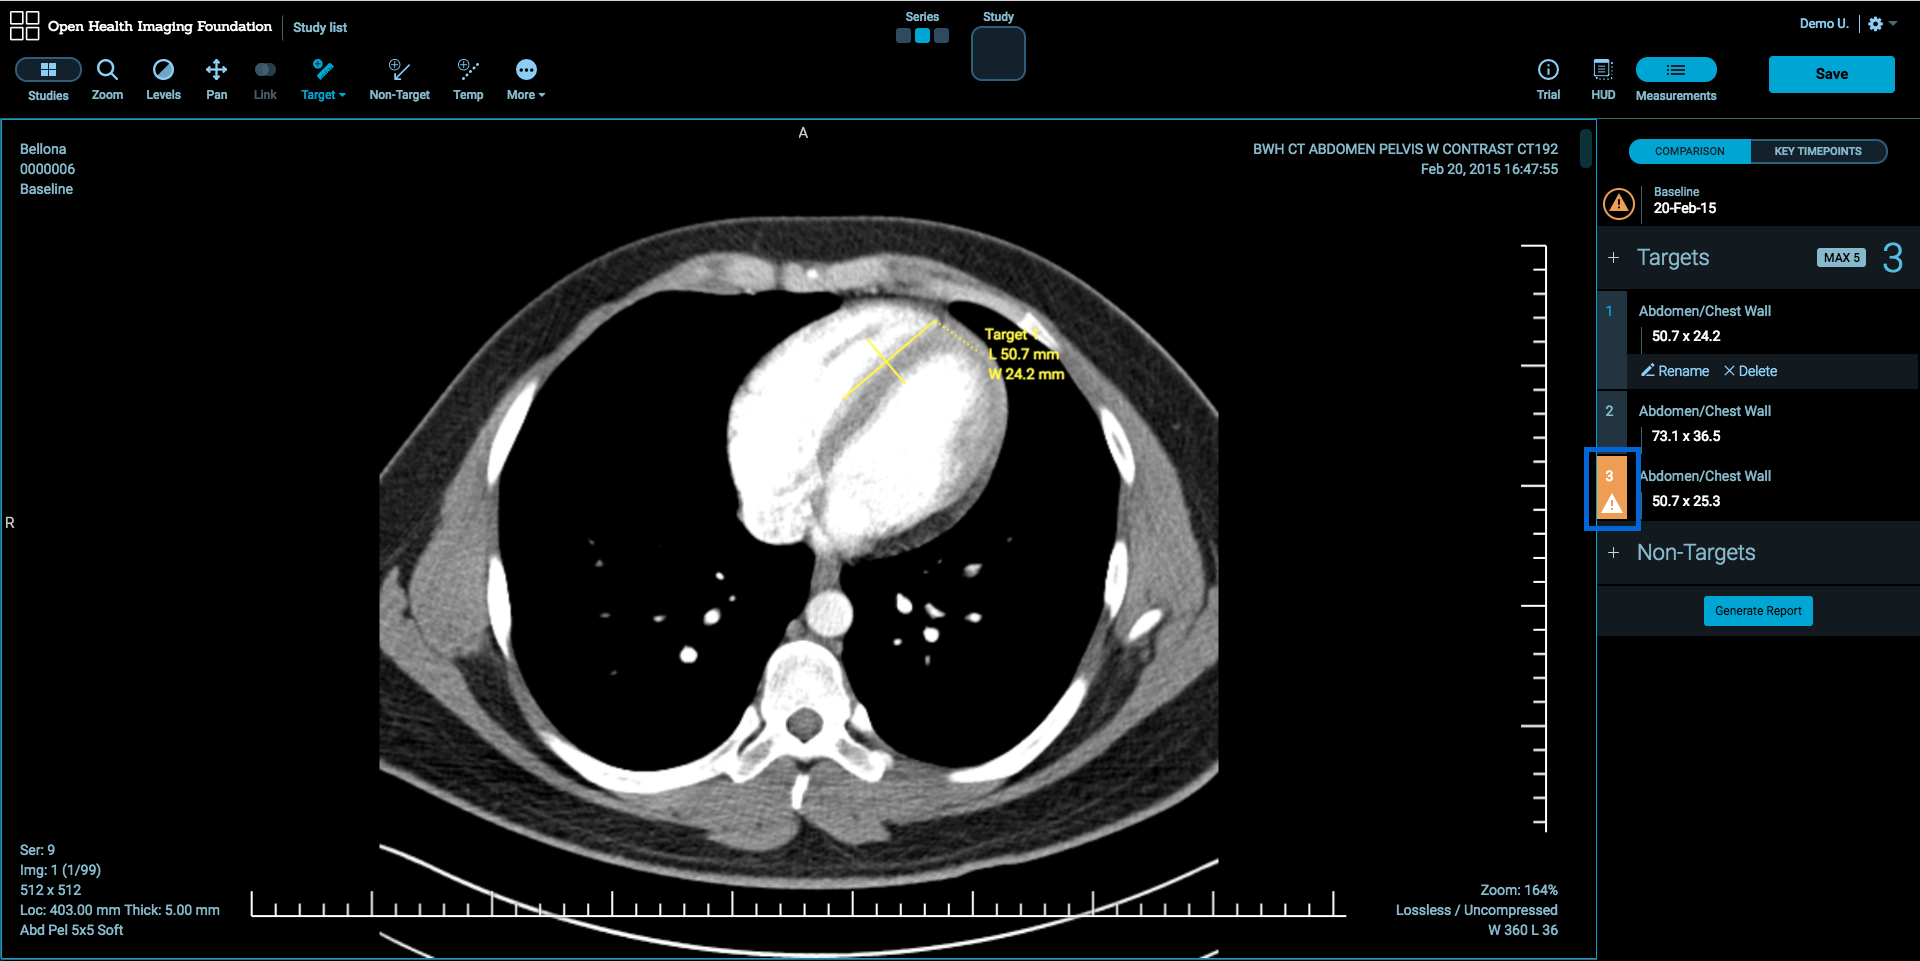 Open Health Imaging Foundation
Study list
Series
Study
Demo U.
Studies
Zoom
Levels
Pan
Link
Target
Non-Target
Temp
More
Trial
HUD
Measurements
Save
A
R
Bellona
0000006
Baseline
BWH CT ABDOMEN PELVIS W CONTRAST CT192
Feb 20, 2015 16:47:55
Target 1
L 50.7 mm
W 24.2 mm
Ser: 9
Img: 1 (1/99)
512 x 512
Loc: 403.00 mm Thick: 5.00 mm
Abd Pel 5x5 Soft
Zoom: 164%
Lossless / Uncompressed
W 360 L 36
COMPARISON
KEY TIMEPOINTS
Baseline
20-Feb-15
+ Targets MAX 5 3
1 Abdomen/Chest Wall
50.7 x 24.2
Rename
Delete
2 Abdomen/Chest Wall
73.1 x 36.5
3 Abdomen/Chest Wall
50.7 x 25.3
+ Non-Targets
Generate Report